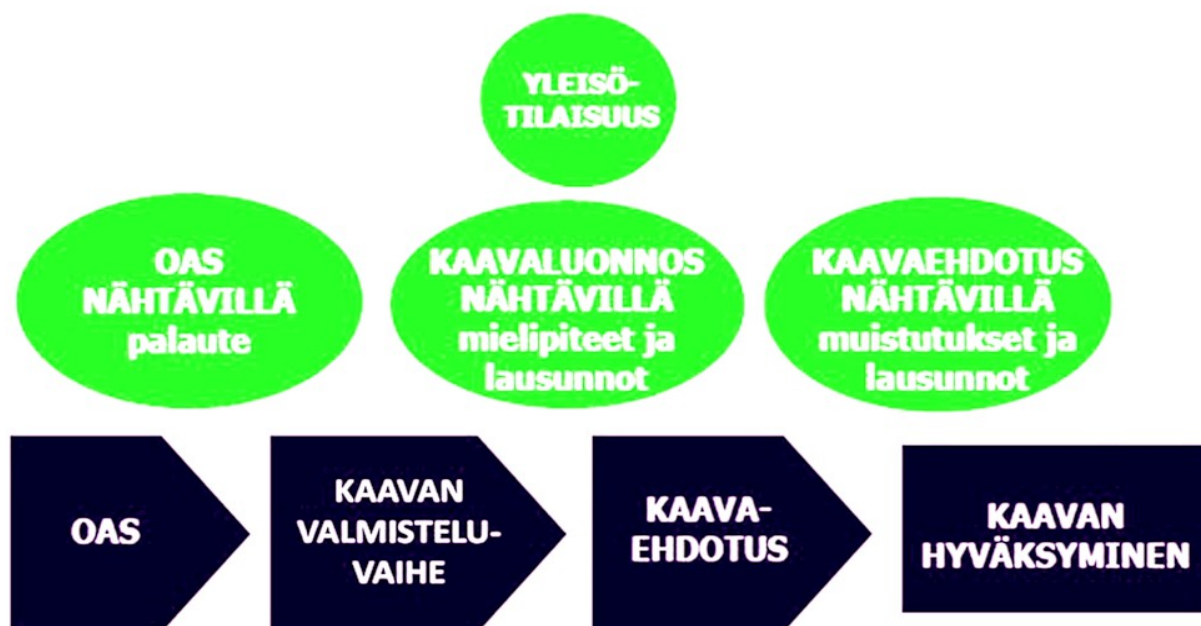 YLEISÖ-
TILAISUUS
OAS
NÄHTÄVILLÄ
palaute
KAAVALUONNOS
NÄHTÄVILLÄ
mielipiteet ja
lausunnot
KAAVAEHDOTUS
NÄHTÄVILLÄ
muistutukset ja
lausunnot
OAS
KAAVAN
VALMISTELU-
VAIHE
KAAVA-
EHDOTUS
KAAVAN
HYVÄKSYMINEN